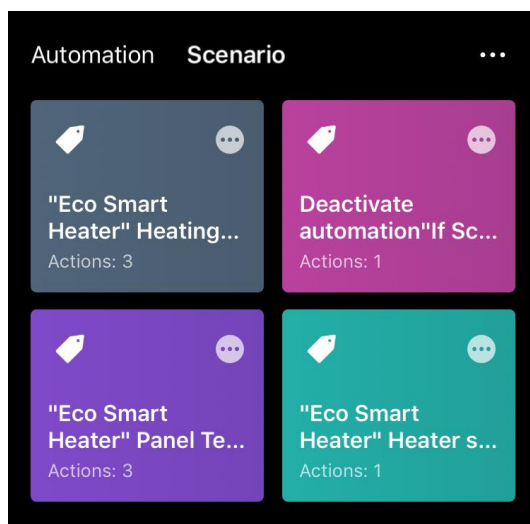 Automation Scenario
"Eco Smart
Heater" Heating...
Actions: 3
Deactivate
automation"If Sc...
Actions: 1
"Eco Smart
Heater" Panel Te...
Actions: 3
"Eco Smart
Heater" Heater s...
Actions: 1